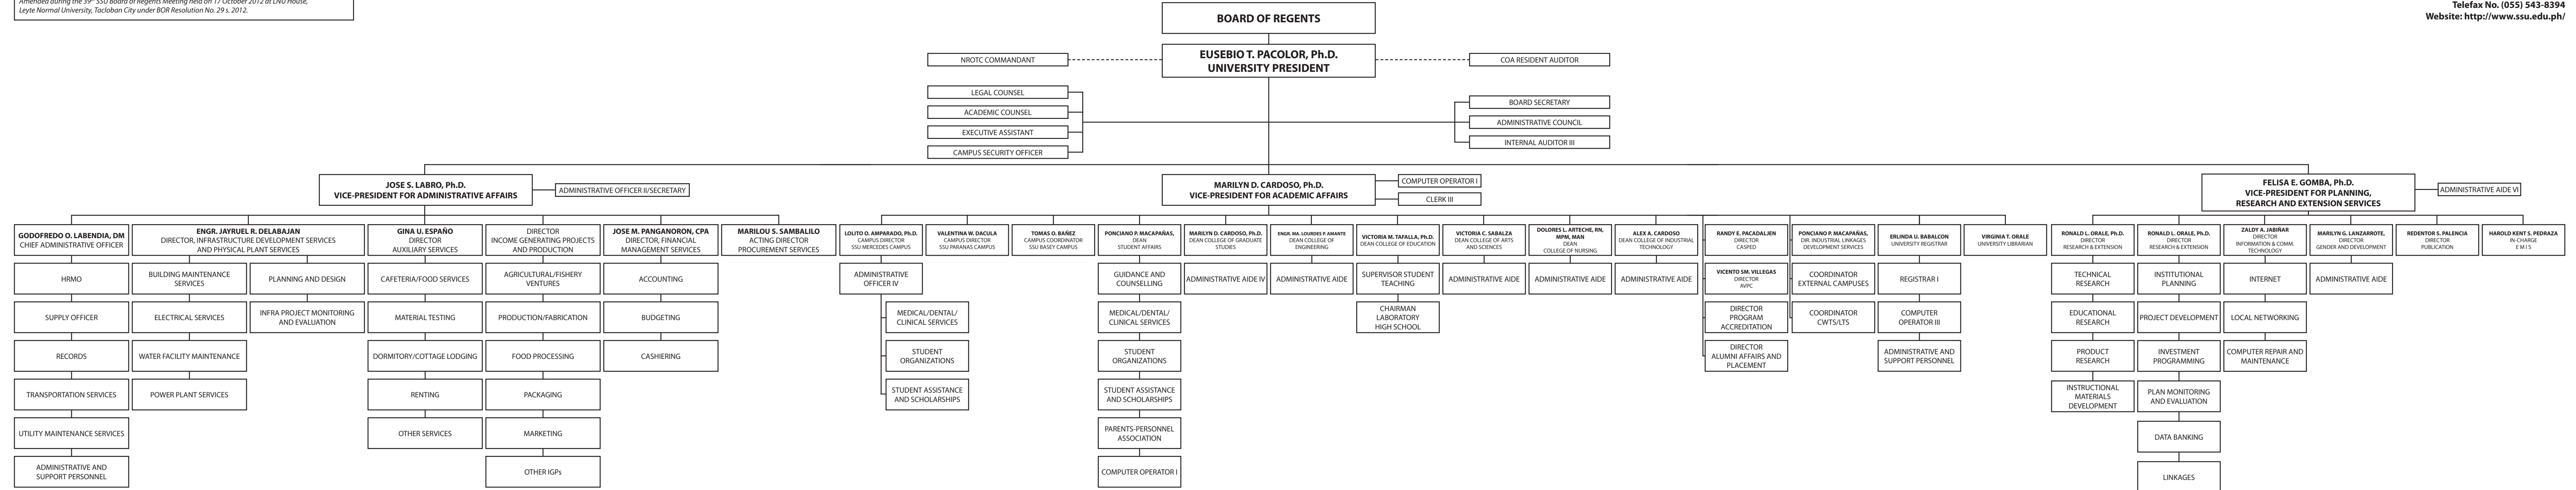 Amended during the 39th SSU Board of Regents Meeting held on 17 October 2012 at LNU House,
Leyte Normal University, Tacloban City under BOR Resolution No. 29 s. 2012.
Telefax No. (055) 543-8394
Website: http://www.ssu.edu.ph/
BOARD OF REGENTS
EUSEBIO T. PACOLOR, Ph.D.
UNIVERSITY PRESIDENT
NROTC COMMANDANT
COA RESIDENT AUDITOR
LEGAL COUNSEL
ACADEMIC COUNSEL
EXECUTIVE ASSISTANT
CAMPUS SECURITY OFFICER
BOARD SECRETARY
ADMINISTRATIVE COUNCIL
INTERNAL AUDITOR III
JOSE S. LABRO, Ph.D.
VICE-PRESIDENT FOR ADMINISTRATIVE AFFAIRS
ADMINISTRATIVE OFFICER II/SECRETARY
MARILYN D. CARDOSO, Ph.D.
VICE-PRESIDENT FOR ACADEMIC AFFAIRS
COMPUTER OPERATOR I
CLERK III
FELISA E. GOMBA, Ph.D.
VICE-PRESIDENT FOR PLANNING,
RESEARCH AND EXTENSION SERVICES
ADMINISTRATIVE AIDE VI
GODOFREDO O. LABENDIA, DM
CHIEF ADMINISTRATIVE OFFICER
HRMO
SUPPLY OFFICER
RECORDS
TRANSPORTATION SERVICES
UTILITY MAINTENANCE SERVICES
ADMINISTRATIVE AND
SUPPORT PERSONNEL
ENGR. JAYRUEL R. DELABAJAN
DIRECTOR, INFRASTRUCTURE DEVELOPMENT SERVICES
AND PHYSICAL PLANT SERVICES
BUILDING MAINTENANCE
SERVICES
ELECTRICAL SERVICES
WATER FACILITY MAINTENANCE
POWER PLANT SERVICES
PLANNING AND DESIGN
INFRA PROJECT MONITORING
AND EVALUATION
GINA U. ESPAÑO
DIRECTOR
AUXILIARY SERVICES
CAFETERIA/FOOD SERVICES
MATERIAL TESTING
DORMITORY/COTTAGE LODGING
RENTING
OTHER SERVICES
DIRECTOR
INCOME GENERATING PROJECTS
AND PRODUCTION
AGRICULTURAL/FISHERY
VENTURES
PRODUCTION/FABRICATION
FOOD PROCESSING
PACKAGING
MARKETING
OTHER IGPs
JOSE M. PANGANORON, CPA
DIRECTOR, FINANCIAL
MANAGEMENT SERVICES
ACCOUNTING
BUDGETING
CASHIERING
MARILOU S. SAMBALILO
ACTING DIRECTOR
PROCUREMENT SERVICES
LOLITO O. AMPARADO, Ph.D.
CAMPUS DIRECTOR
SSU MERCEDES CAMPUS
ADMINISTRATIVE
OFFICER IV
MEDICAL/DENTAL/
CLINICAL SERVICES
STUDENT
ORGANIZATIONS
STUDENT ASSISTANCE
AND SCHOLARSHIPS
VALENTINA W. DACULA
CAMPUS DIRECTOR
SSU PARANAS CAMPUS
TOMAS O. BAÑEZ
CAMPUS COORDINATOR
SSU BASEY CAMPUS
PONCIANO P. MACAPAÑAS,
DEAN
STUDENT AFFAIRS
GUIDANCE AND
COUNSELLING
MEDICAL/DENTAL/
CLINICAL SERVICES
STUDENT
ORGANIZATIONS
STUDENT ASSISTANCE
AND SCHOLARSHIPS
PARENTS-PERSONNEL
ASSOCIATION
COMPUTER OPERATOR I
MARILYN D. CARDOSO, Ph.D.
DEAN COLLEGE OF GRADUATE
STUDIES
ADMINISTRATIVE AIDE IV
ENGR. MA. LOURDES P. AMANTE
DEAN COLLEGE OF
ENGINEERING
ADMINISTRATIVE AIDE
VICTORIA M. TAFALLA, Ph.D.
DEAN COLLEGE OF EDUCATION
SUPERVISOR STUDENT
TEACHING
CHAIRMAN
LABORATORY
HIGH SCHOOL
VICTORIA C. SABALZA
DEAN COLLEGE OF ARTS
AND SCIENCES
ADMINISTRATIVE AIDE
DOLORES L. ARTECHE, RN,
MPM, MAN
DEAN
COLLEGE OF NURSING
ADMINISTRATIVE AIDE
ALEX A. CARDOSO
DEAN COLLEGE OF INDUSTRIAL
TECHNOLOGY
ADMINISTRATIVE AIDE
RANDY E. PACADALJEN
DIRECTOR
CASPED
VICENTO SM. VILLEGAS
DIRECTOR
AVPC
DIRECTOR
PROGRAM
ACCREDITATION
DIRECTOR
ALUMNI AFFAIRS AND
PLACEMENT
PONCIANO P. MACAPAÑAS,
DIR. INDUSTRIAL LINKAGES
DEVELOPMENT SERVICES
COORDINATOR
EXTERNAL CAMPUSES
COORDINATOR
CWTS/LTS
ERLINDA U. BABALCON
UNIVERSITY REGISTRAR
REGISTRAR I
COMPUTER
OPERATOR III
ADMINISTRATIVE AND
SUPPORT PERSONNEL
VIRGINIA T. ORALE
UNIVERSITY LIBRARIAN
RONALD L. ORALE, Ph.D.
DIRECTOR
RESEARCH & EXTENSION
TECHNICAL
RESEARCH
EDUCATIONAL
RESEARCH
PRODUCT
RESEARCH
INSTRUCTIONAL
MATERIALS
DEVELOPMENT
RONALD L. ORALE, Ph.D.
DIRECTOR
RESEARCH & EXTENSION
INSTITUTIONAL
PLANNING
PROJECT DEVELOPMENT
INVESTMENT
PROGRAMMING
PLAN MONITORING
AND EVALUATION
DATA BANKING
LINKAGES
ZALDY A. JABIÑAR
DIRECTOR
INFORMATION & COMM.
TECHNOLOGY
INTERNET
LOCAL NETWORKING
COMPUTER REPAIR AND
MAINTENANCE
MARILYN G. LANZARROTE,
DIRECTOR
GENDER AND DEVELOPMENT
ADMINISTRATIVE AIDE
REDENTOR S. PALENCIA
DIRECTOR
PUBLICATION
HAROLD KENT S. PEDRAZA
IN-CHARGE
E M I S